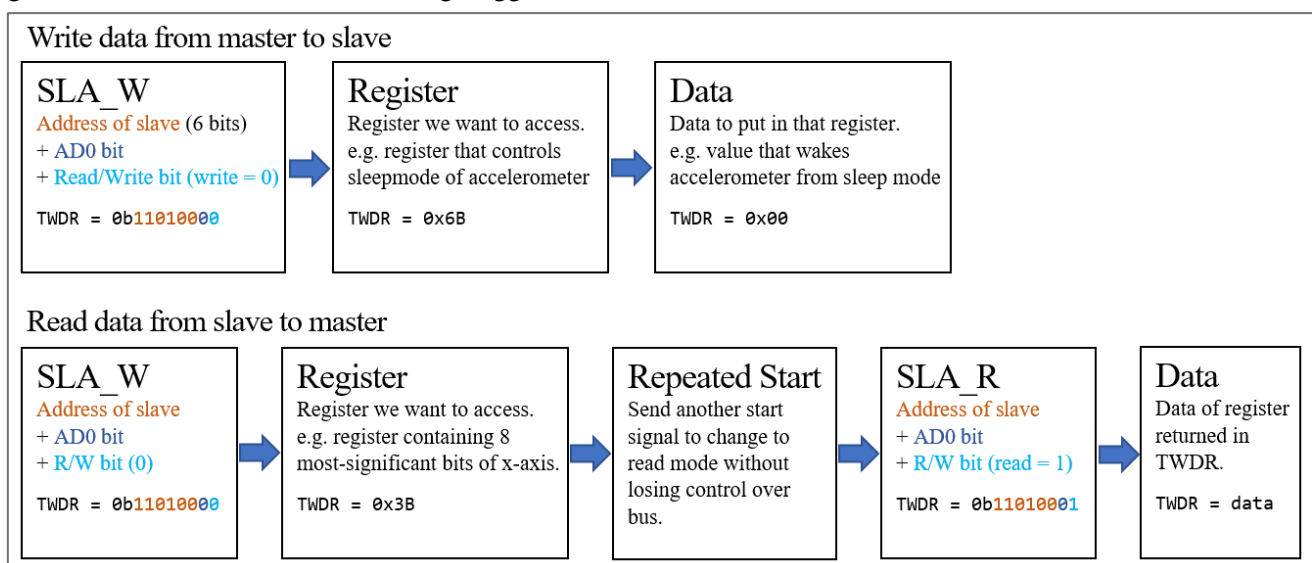 Write data from master to slave
SLA_W
Address of slave (6 bits)
+ AD0 bit
+ Read/Write bit (write = 0)
TWDR = 0b11010000
Register
Register we want to access.
e.g. register that controls
sleepmode of accelerometer
TWDR = 0x6B
Data
Data to put in that register.
e.g. value that wakes
accelerometer from sleep mode
TWDR = 0x00
Read data from slave to master
SLA_W
Address of slave
+ AD0 bit
+ R/W bit (0)
TWDR = 0b11010000
Register
Register we want to access.
e.g. register containing 8
most-significant bits of x-axis.
TWDR = 0x3B
Repeated Start
Send another start
signal to change to
read mode without
losing control over
bus.
SLA_R
Address of slave
+ AD0 bit
+ R/W bit (read = 1)
TWDR = 0b11010001
Data
Data of register
returned in
TWDR.
TWDR = data